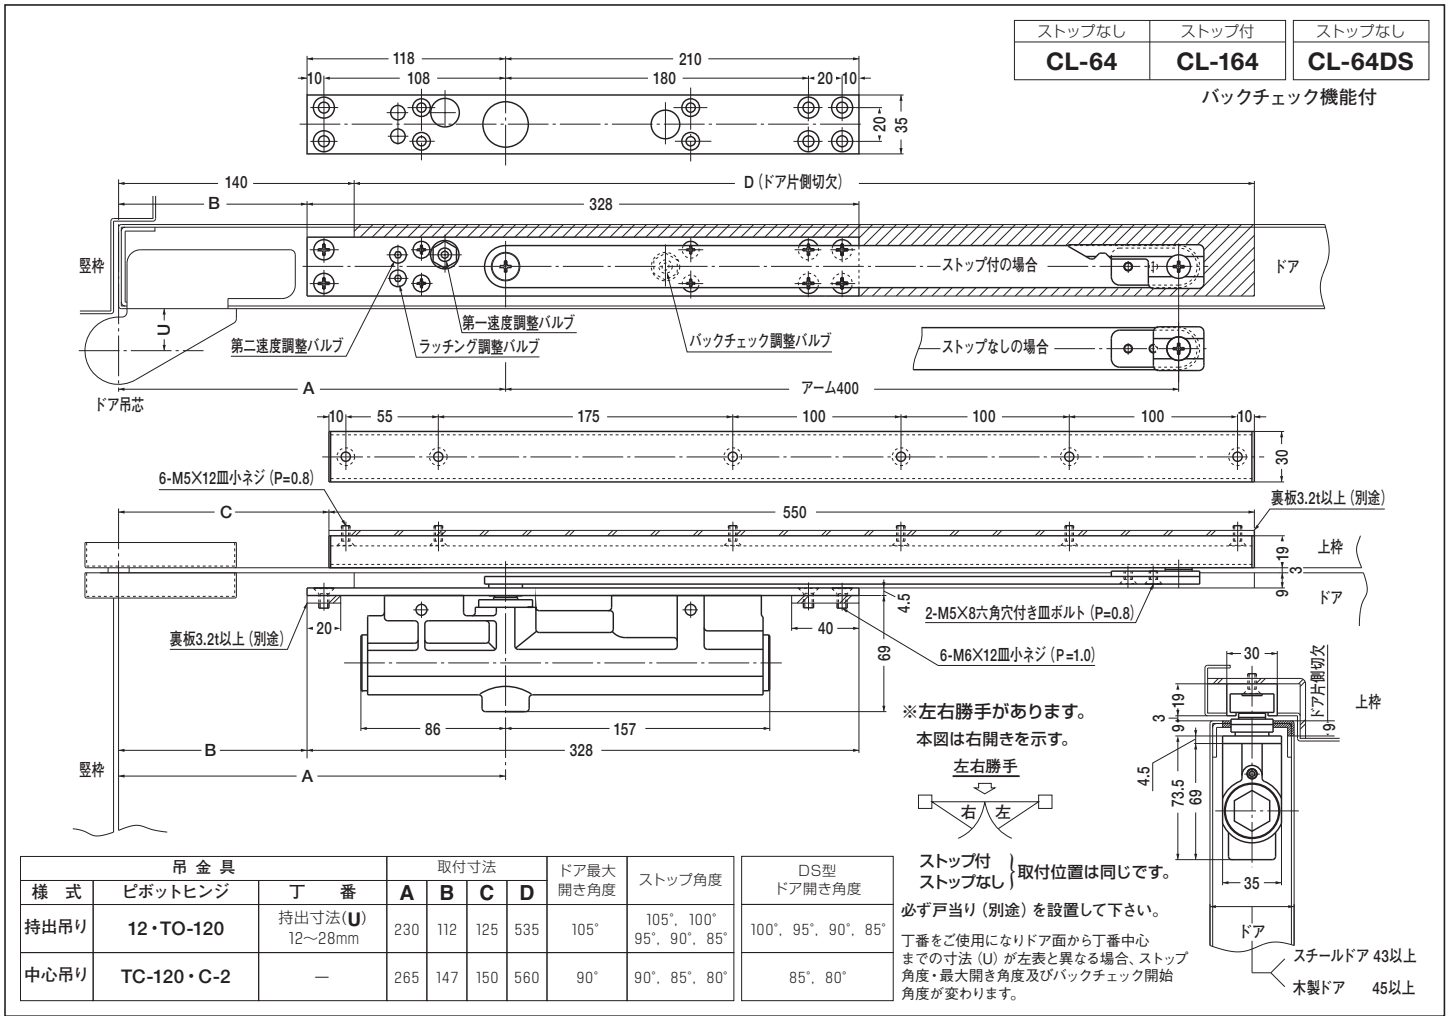 ストップなし
ストップ付
ストップなし
CL-64
CL-164
CL-64DS
バックチェック機能付
118
210
10
108
180
20
10
20
35
140
D（ドア片側切欠）
B
328
竪枠
ストップ付の場合
ドア
U
第一速度調整バルブ
第二速度調整バルブ
ラッチング調整バルブ
バックチェック調整バルブ
ストップなしの場合
A
アーム400
ドア吊芯
10
55
175
100
100
100
10
30
6-M5×12皿小ネジ（P=0.8）
裏板3.2t以上（別途）
C
550
19
上枠
3
9
ドア
4.5
2-M5×8六角穴付き皿ボルト（P=0.8）
20
40
裏板3.2t以上（別途）
69
6-M6×12皿小ネジ（P=1.0）
86
157
B
328
竪枠
A
※左右勝手があります。
本図は右開きを示す。
左右勝手
右
左
30
ドア片側切欠
上枠
19
3
9
9
4.5
73.5
69
35
ドア
スチールドア 43以上
木製ドア 45以上
ストップ付
ストップなし
取付位置は同じです。
必ず戸当り（別途）を設置して下さい。
丁番をご使用になりドア面から丁番中心
までの寸法（U）が左表と異なる場合、ストップ
角度・最大開き角度及びバックチェック開始
角度が変わります。
吊金具
取付寸法
ドア最大
開き角度
ストップ角度
DS型
ドア開き角度
様式
ピボットヒンジ
丁番
A
B
C
D
持出吊り
12・TO-120
持出寸法(U)
12～28mm
230
112
125
535
105°
105°, 100°
95°, 90°, 85°
100°, 95°, 90°, 85°
中心吊り
TC-120・C-2
—
265
147
150
560
90°
90°, 85°, 80°
85°, 80°